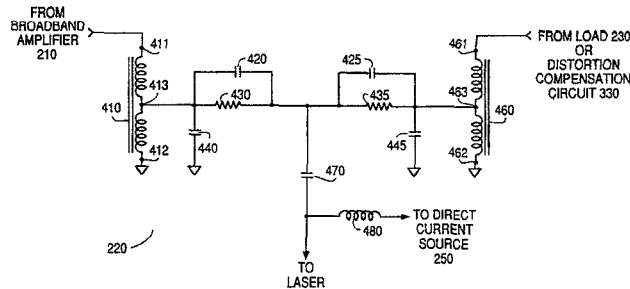 FROM
BROADBAND
AMPLIFIER
210
411
420
425
461
FROM LOAD 230
OR
DISTORTION
COMPENSATION
CIRCUIT 330
413
430
435
463
410
460
440
445
412
462
470
480
TO DIRECT
CURRENT
SOURCE
250
220
TO
LASER